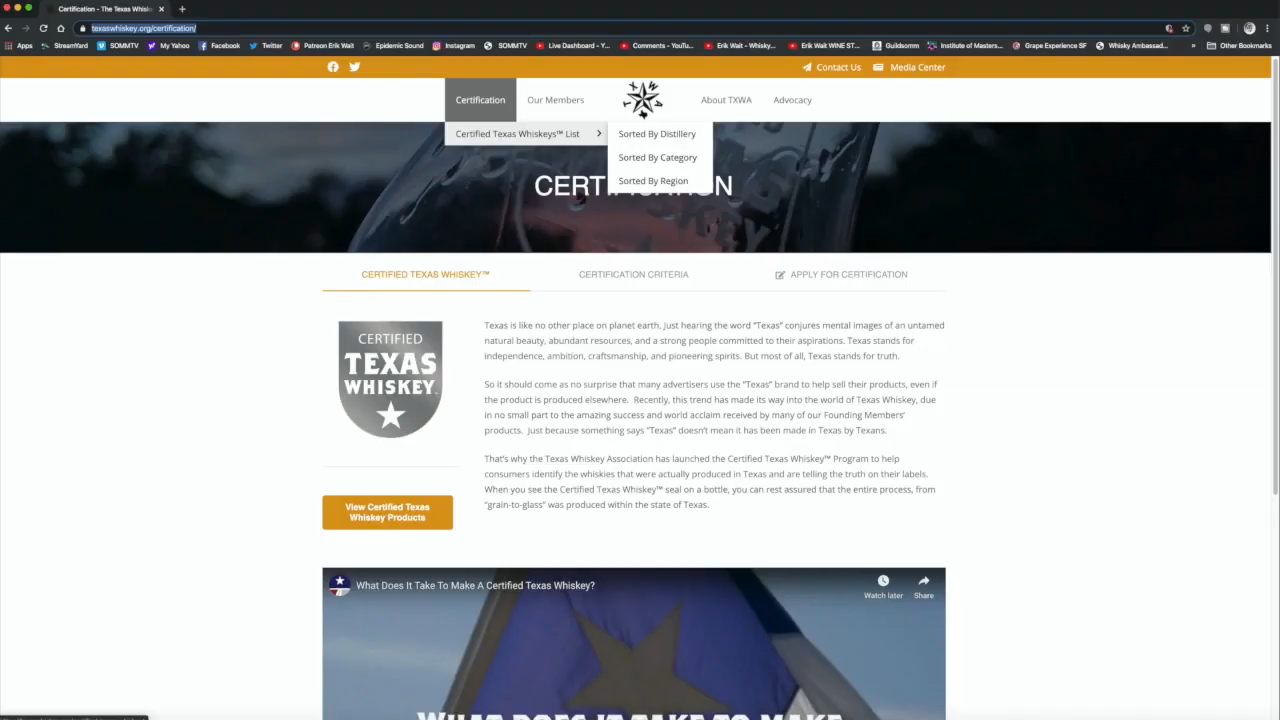 Certification - The Texas Whiske
texaswhiskey.org/certification/
Apps StreamYard SOMMTV My Yahoo Facebook Twitter Patreon Erik Wait Epidemic Sound Instagram SOMMTV Live Dashboard - Y... Comments - YouTu... Erik Wait - Whisky... Erik Wait WINE ST... Guildsomm Institute of Masters... Grape Experience SF Whisky Ambassad... » Other Bookmarks
Contact Us Media Center
Certification Our Members About TXWA Advocacy
Certified Texas Whiskeys™ List Sorted By Distillery
Sorted By Category
Sorted By Region
CERTIFICATION
CERTIFIED TEXAS WHISKEY™ CERTIFICATION CRITERIA APPLY FOR CERTIFICATION
CERTIFIED
TEXAS
WHISKEY
View Certified Texas
Whiskey Products
Texas is like no other place on planet earth. Just hearing the word "Texas" conjures mental images of an untamed
natural beauty, abundant resources, and a strong people committed to their aspirations. Texas stands for
independence, ambition, craftsmanship, and pioneering spirits. But most of all, Texas stands for truth.
So it should come as no surprise that many advertisers use the "Texas" brand to help sell their products, even if
the product is produced elsewhere. Recently, this trend has made its way into the world of Texas Whiskey, due
in no small part to the amazing success and world acclaim received by many of our Founding Members'
products. Just because something says "Texas" doesn't mean it has been made in Texas by Texans.
That's why the Texas Whiskey Association has launched the Certified Texas Whiskey™ Program to help
consumers identify the whiskies that were actually produced in Texas and are telling the truth on their labels.
When you see the Certified Texas Whiskey™ seal on a bottle, you can rest assured that the entire process, from
"grain-to-glass" was produced within the state of Texas.
What Does It Take To Make A Certified Texas Whiskey?
Watch later Share
WHAT DOES IT TAKE TO MAKE